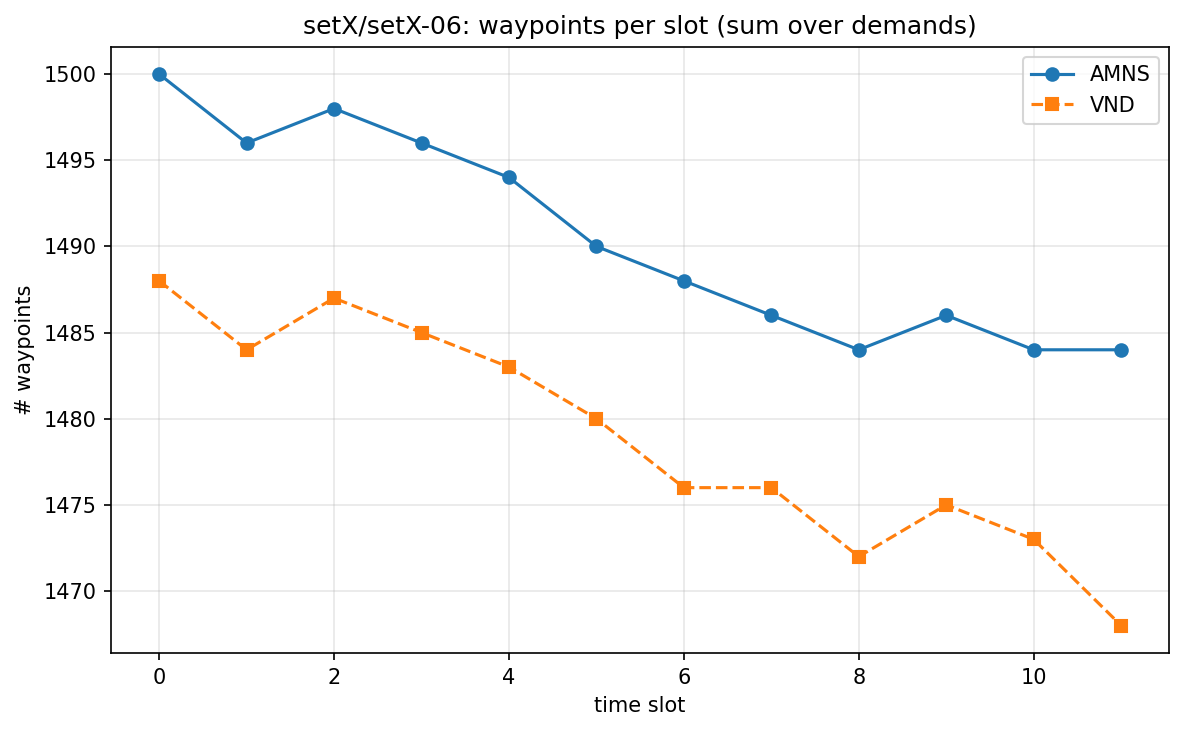 setX/setX-06: waypoints per slot (sum over demands)
AMNS
VND
# waypoints
1500
1495
1490
1485
1480
1475
1470
0 2 4 6 8 10
time slot